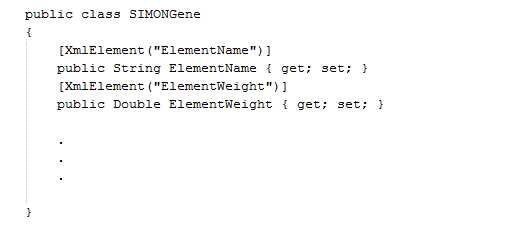 public class SIMONGene
{
[XmlElement("ElementName")]
public String ElementName { get; set; }
[XmlElement("ElementWeight")]
public Double ElementWeight { get; set; }
.
.
.
}